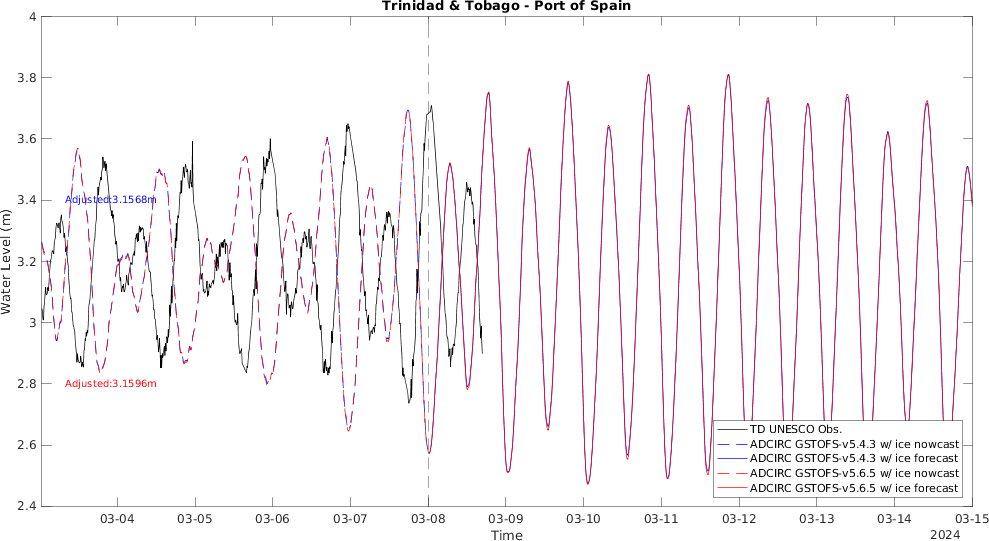 Trinidad & Tobago - Port of Spain
4
3.8
3.6
3.4
3.2
3
2.8
2.6
2.4
Water Level (m)
Adjusted:3.1568m
Adjusted:3.1596m
TD UNESCO Obs.
ADCIRC GSTOFS-v5.4.3 w/ ice nowcast
ADCIRC GSTOFS-v5.4.3 w/ ice forecast
ADCIRC GSTOFS-v5.6.5 w/ ice nowcast
ADCIRC GSTOFS-v5.6.5 w/ ice forecast
03-04 03-05 03-06 03-07 03-08 03-09 03-10 03-11 03-12 03-13 03-14 03-15
Time
2024